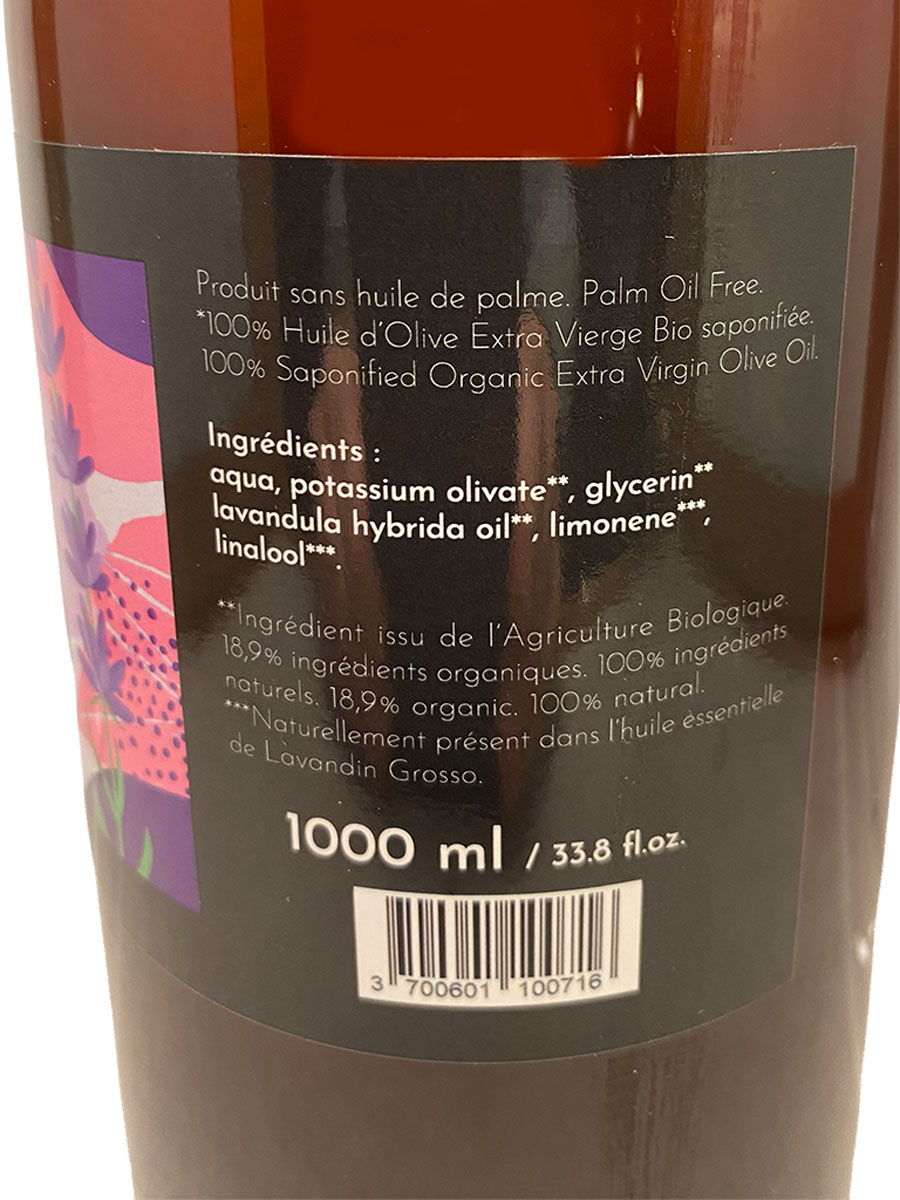 Produit sans huile de palme. Palm Oil Free.
*100% Huile d'Olive Extra Vierge Bio saponifiée.
100% Saponified Organic Extra Virgin Olive Oil.
Ingrédients :
aqua, potassium olivate**, glycerin**
lavandula hybrida oil**, limonene***,
linalool***.
**Ingrédient issu de l'Agriculture Biologique.
18,9% ingrédients organiques. 100% ingrédients
naturels. 18,9% organic. 100% natural.
***Naturellement présent dans l'huile èssentielle
de Lavandin Grosso.
1000 ml / 33.8 fl.oz.
3 700601 100716